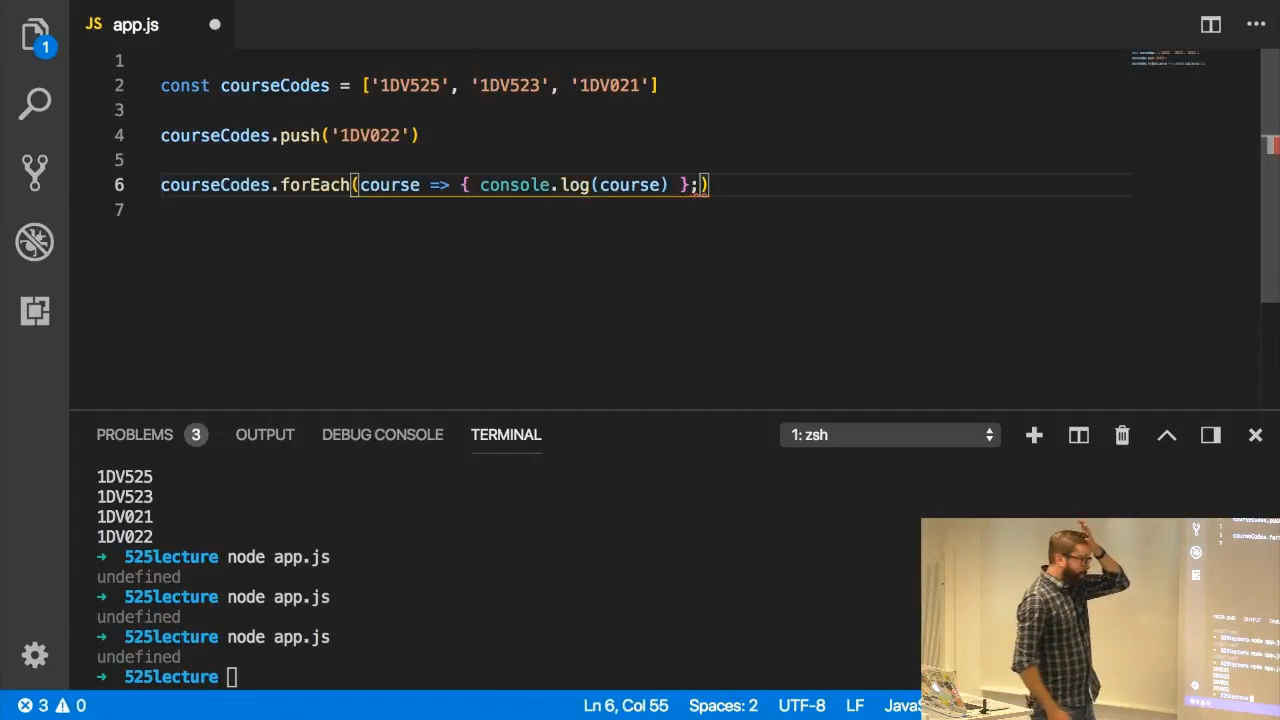 1
JS app.js
1
2 const courseCodes = ['1DV525', '1DV523', '1DV021']
3
4 courseCodes.push('1DV022')
5
6 courseCodes.forEach(course => { console.log(course) };)
7
PROBLEMS 3 OUTPUT DEBUG CONSOLE TERMINAL 1: zsh
1DV525
1DV523
1DV021
1DV022
➜ 525lecture node app.js
undefined
➜ 525lecture node app.js
undefined
➜ 525lecture node app.js
undefined
➜ 525lecture
3 0 Ln 6, Col 55 Spaces: 2 UTF-8 LF JavaS